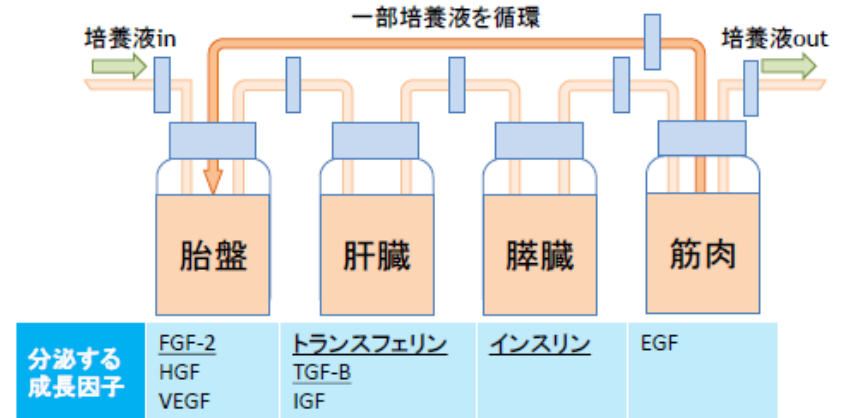 一部培養液を循環
培養液in
培養液out
胎盤
肝臓
膵臓
筋肉
分泌する
成長因子
FGF-2
HGF
VEGF
トランスフェリン
TGF-B
IGF
インスリン
EGF